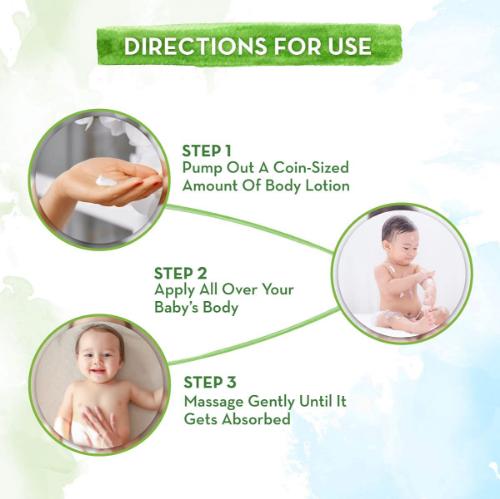 DIRECTIONS FOR USE
STEP 1
Pump Out A Coin-Sized
Amount Of Body Lotion
STEP 2
Apply All Over Your
Baby's Body
STEP 3
Massage Gently Until It
Gets Absorbed